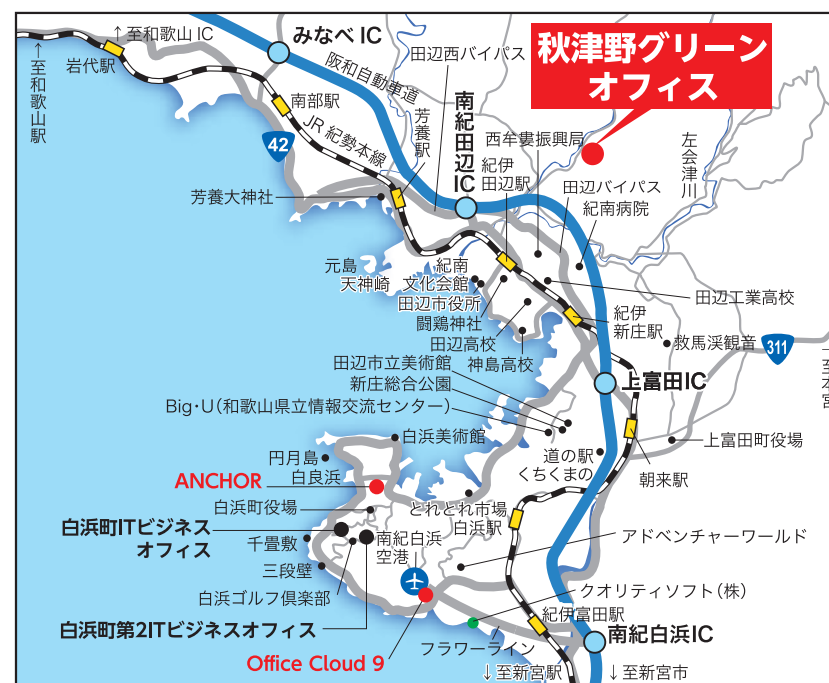 ↑至和歌山IC
みなべIC
秋津野グリーン
オフィス
↑至和歌山駅
岩代駅
阪和自動車道
田辺西バイパス
南部駅
42
JR 紀勢本線
芳養駅
南紀田辺IC
西牟婁振興局
左会津川
紀伊
田辺駅
田辺バイパス
紀南病院
芳養大神社
元島
天神崎
紀南
文化会館
田辺市役所
闘鶏神社
田辺高校
神島高校
田辺工業高校
紀伊
新庄駅
救馬渓観音
311
田辺市立美術館
新庄総合公園
Big・U(和歌山県立情報交流センター)
上富田IC
白浜美術館
円月島
白良浜
上富田町役場
道の駅
くちくまの
朝来駅
ANCHOR
白浜町役場
とれとれ市場
白浜駅
白浜町ITビジネス
オフィス
千畳敷
南紀白浜
空港
アドベンチャーワールド
三段壁
白浜ゴルフ倶楽部
クオリティソフト(株)
紀伊富田駅
白浜町第2ITビジネスオフィス
南紀白浜IC
フラワーライン
Office Cloud 9
↓至新宮駅
↓至新宮市